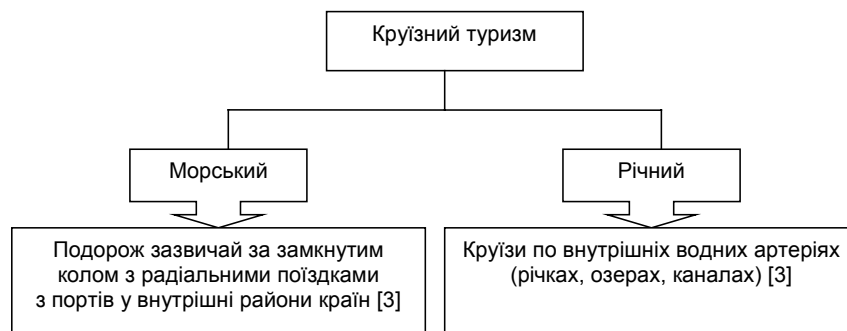 Круїзний туризм
Морський
Річний
Подорож зазвичай за замкнутим
колом з радіальними поїздками
з портів у внутрішні райони країн [3]
Круїзи по внутрішніх водних артеріях
(річках, озерах, каналах) [3]